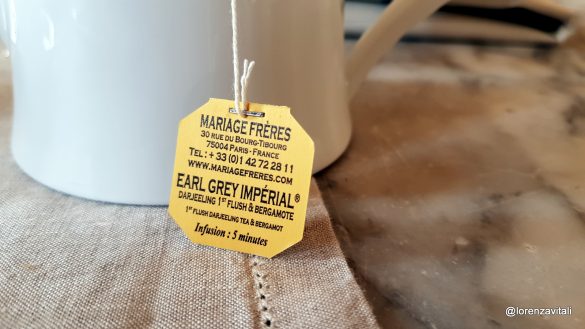 MARIAGE FRÈRES
30 RUE DU BOURG-TIBOURG
75004 PARIS - FRANCE
TEL : + 33 (0)1 42 72 28 11
WWW.MARIAGEFRERES.COM
EARL GREY IMPÉRIAL®
DARJEELING 1ST FLUSH & BERGAMOTE
1ST FLUSH DARJEELING TEA & BERGAMOT
Infusion : 5 minutes
@lorenzavitali